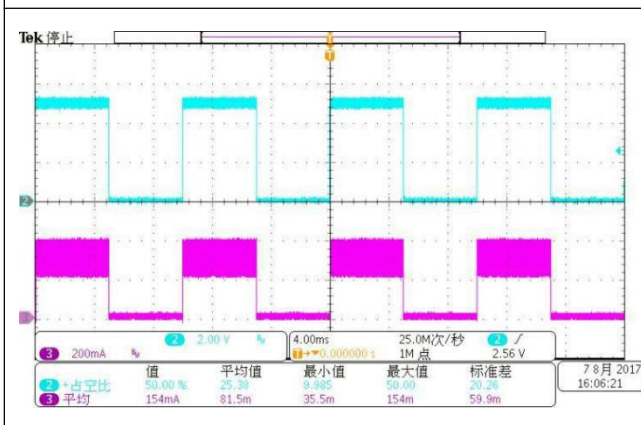 Tek 停止
T
T
2
3
2 2.00 V
3 200mA
4.00ms 25.0M次/秒 2
T→▼0.000000 s 1M 点 2.56 V
值 平均值 最小值 最大值 标准差
2 +占空比 50.00 % 25.38 9.985 50.00 20.26
3 平均 154mA 81.5m 35.5m 154m 59.9m
7 8月 2017
16:06:21